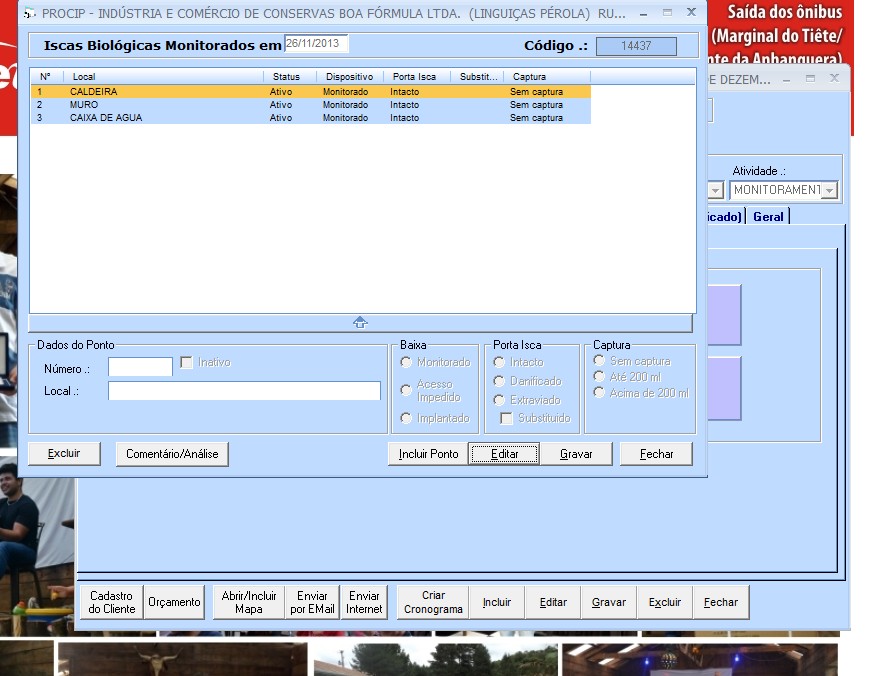 PROCIP - INDÚSTRIA E COMÉRCIO DE CONSERVAS BOA FÓRMULA LTDA. (LINGUIÇAS PÉROLA) RU...
Saída dos ônibus
(Marginal do Tiête/
nte da Anhanguera)
Iscas Biológicas Monitorados em 26/11/2013
Código .: 14437
E DEZEM...
Nº Local Status Dispositivo Porta Isca Substit... Captura
1 CALDEIRA Ativo Monitorado Intacto Sem captura
2 MURO Ativo Monitorado Intacto Sem captura
3 CAIXA DE AGUA Ativo Monitorado Intacto Sem captura
Atividade .:
MONITORAMENT
icado) Geral
Dados do Ponto
Número .: Inativo
Local .:
Baixa
Monitorado
Acesso
Impedido
Implantado
Porta Isca
Intacto
Danificado
Extraviado
Substituido
Captura
Sem captura
Até 200 ml
Acima de 200 ml
Excluir Comentário/Análise Incluir Ponto Editar Gravar Fechar
Cadastro
do Cliente
Orçamento
Abrir/Incluir
Mapa
Enviar
por EMail
Enviar
Internet
Criar
Cronograma
Incluir
Editar
Gravar
Excluir
Fechar